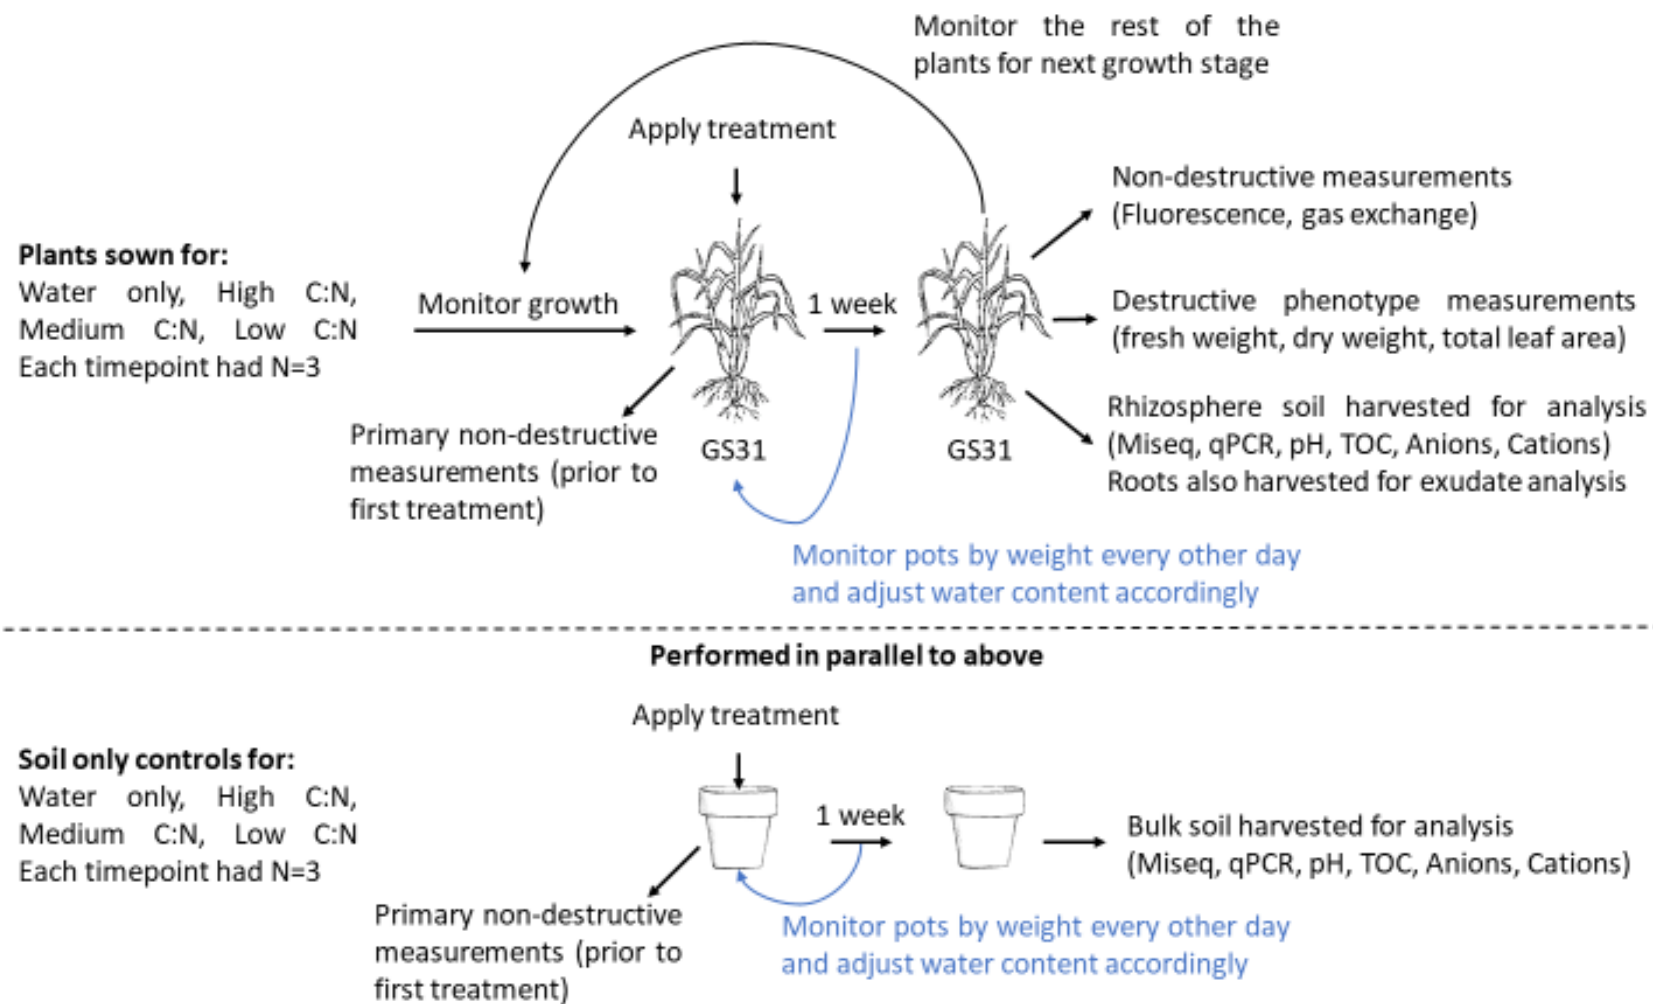 Monitor the rest of the
plants for next growth stage
Apply treatment
Non-destructive measurements
(Fluorescence, gas exchange)
Plants sown for:
Water only, High C:N,
Medium C:N, Low C:N
Each timepoint had N=3
Monitor growth
1 week
Destructive phenotype measurements
(fresh weight, dry weight, total leaf area)
Primary non-destructive
measurements (prior to
first treatment)
GS31
GS31
Rhizosphere soil harvested for analysis
(Miseq, qPCR, pH, TOC, Anions, Cations)
Roots also harvested for exudate analysis
Monitor pots by weight every other day
and adjust water content accordingly
Performed in parallel to above
Apply treatment
Soil only controls for:
Water only, High C:N,
Medium C:N, Low C:N
Each timepoint had N=3
1 week
Bulk soil harvested for analysis
(Miseq, qPCR, pH, TOC, Anions, Cations)
Primary non-destructive
measurements (prior to
first treatment)
Monitor pots by weight every other day
and adjust water content accordingly